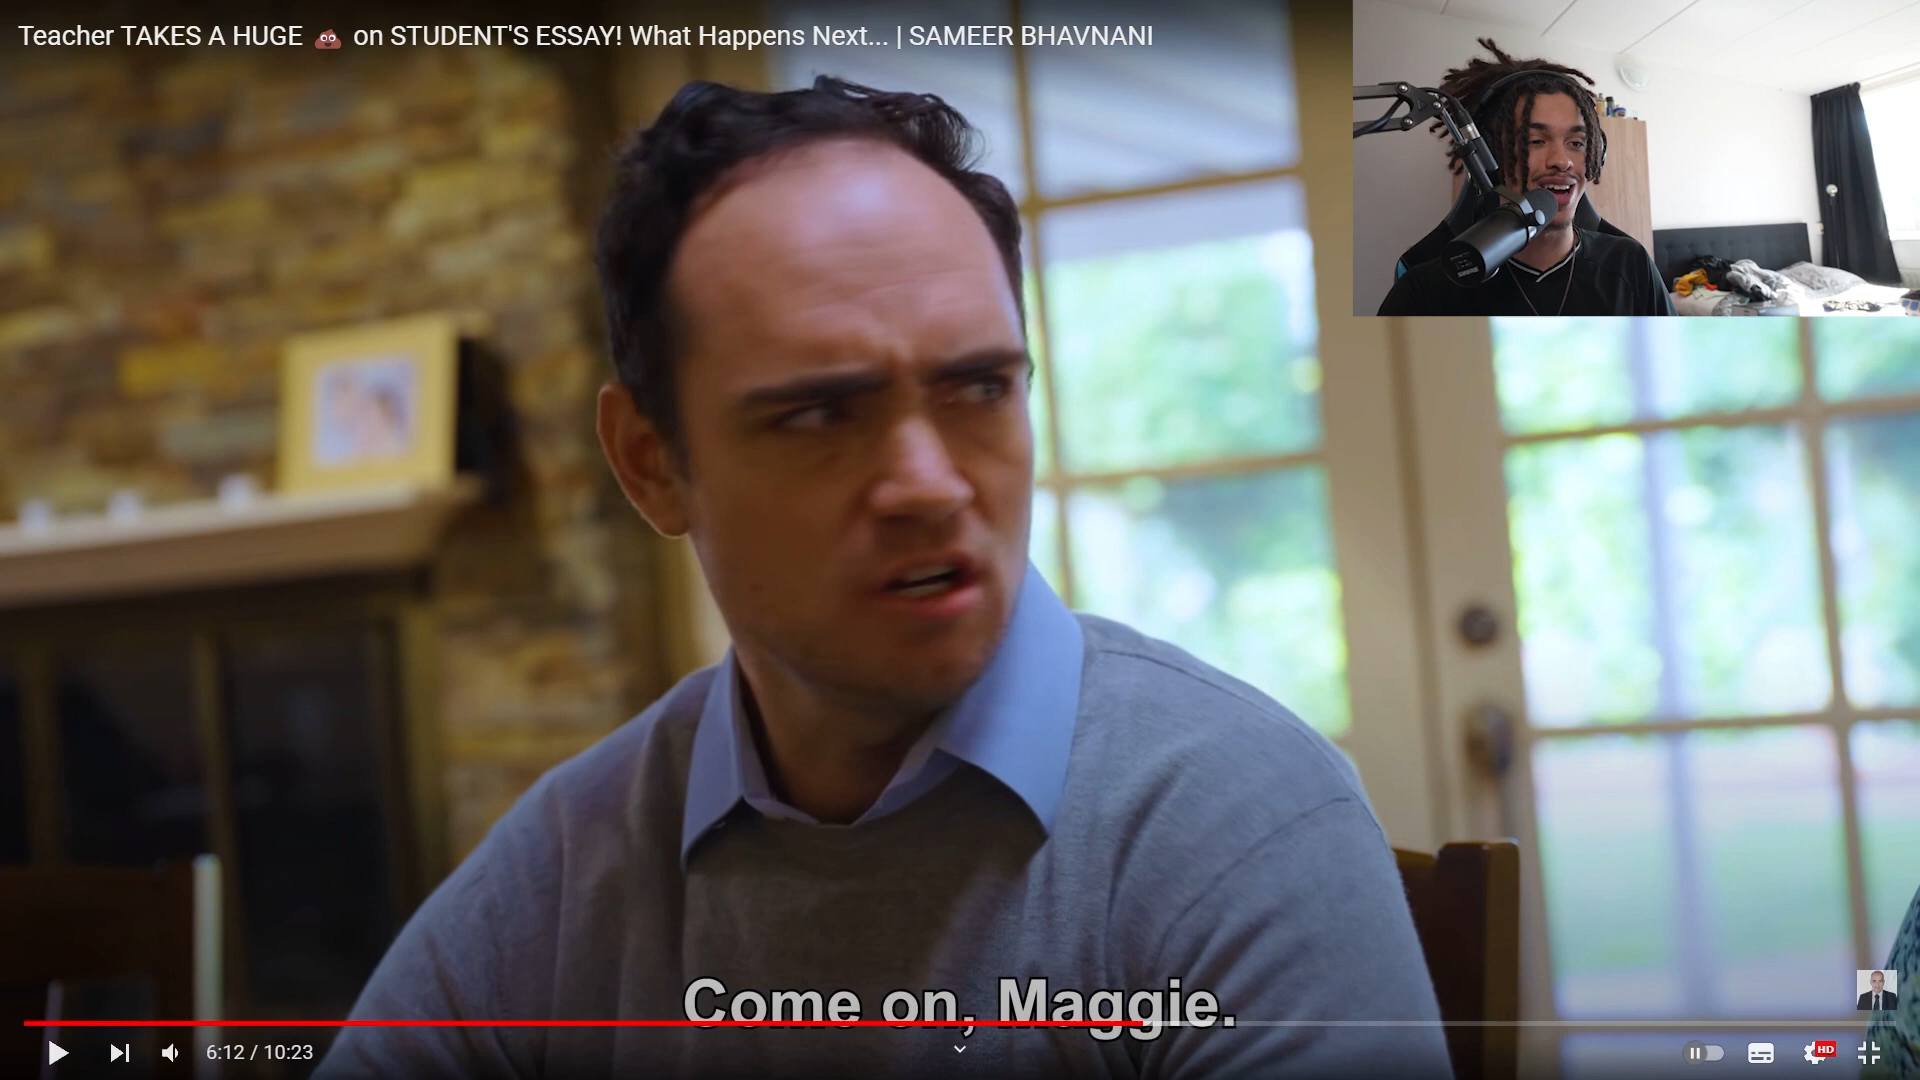 Teacher TAKES A HUGE 💩 on STUDENT'S ESSAY! What Happens Next... | SAMEER BHAVNANI
SHURE
Come on, Maggie.
6:12 / 10:23
HD